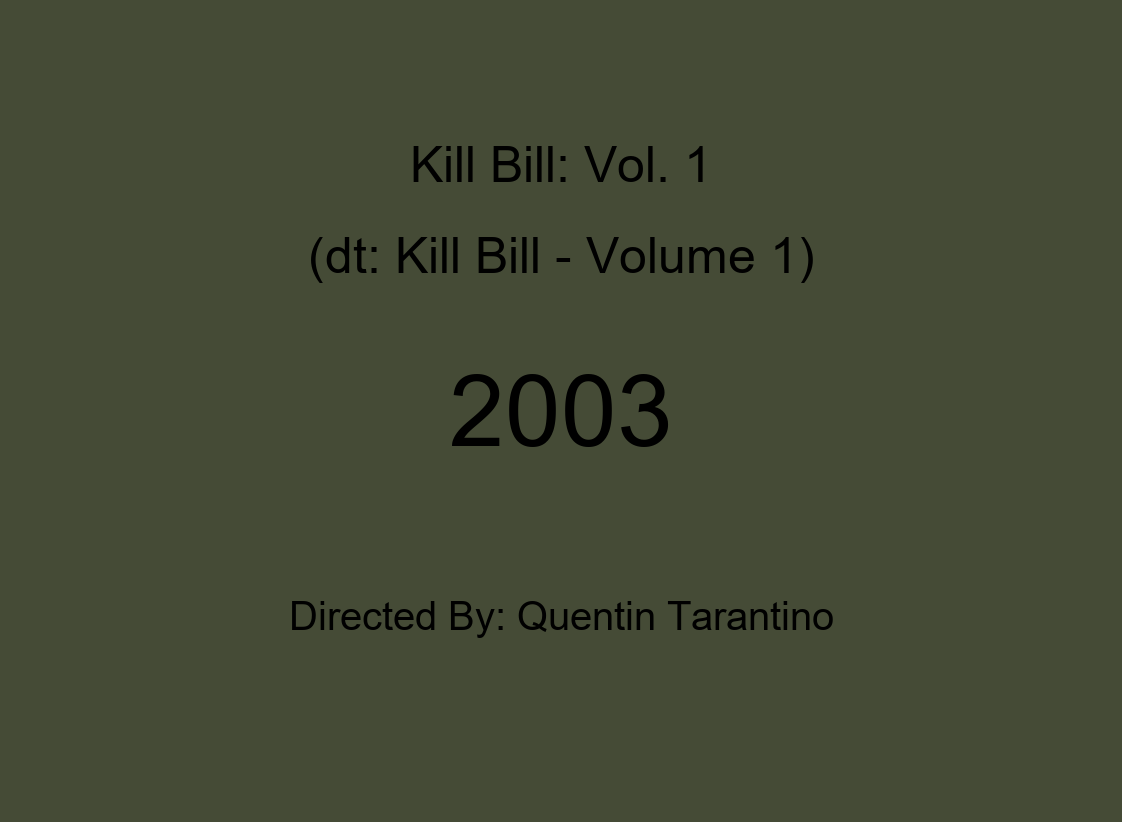 Kill Bill: Vol. 1
(dt: Kill Bill - Volume 1)
2003
Directed By: Quentin Tarantino